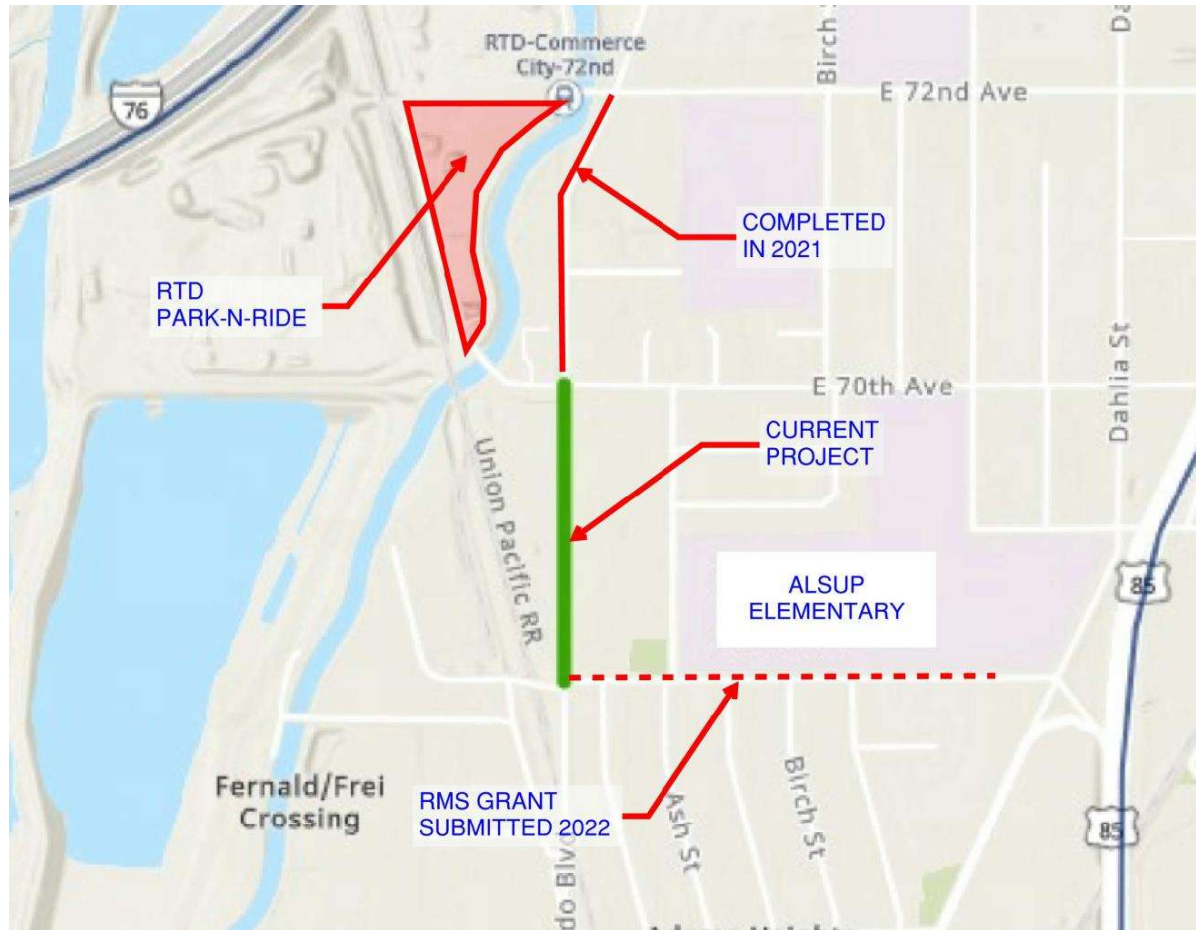 RTD-Commerce
City-72nd
Birch
76
E 72nd Ave
COMPLETED
IN 2021
RTD
PARK-N-RIDE
E 70th Ave
Dahlia St
CURRENT
PROJECT
Union Pacific RR
ALSUP
ELEMENTARY
85
Fernald/Frei
Crossing
RMS GRANT
SUBMITTED 2022
Ash St
Birch St
85
do Blv